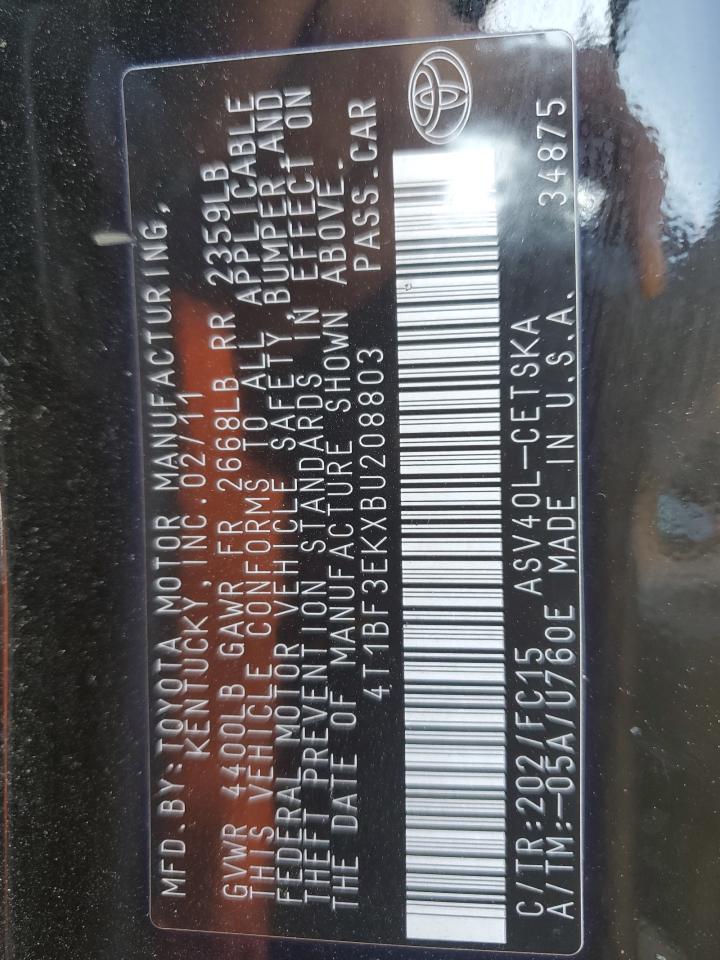 MFD.BY:TOYOTA MOTOR MANUFACTURING,
KENTUCKY,INC.02/11
GVWR 4400LB GAWR FR 2668LB RR 2359LB
THIS VEHICLE CONFORMS TO ALL APPLICABLE
FEDERAL MOTOR VEHICLE SAFETY,BUMPER,AND
THEFT PREVENTION STANDARDS IN EFFECT ON
THE DATE OF MANUFACTURE SHOWN ABOVE.
4T1BF3EKXBU208803 PASS.CAR
C/TR:202/FC15 ASV40L-CETSKA 34875
A/TM:-05A/U760E MADE IN U.S.A.